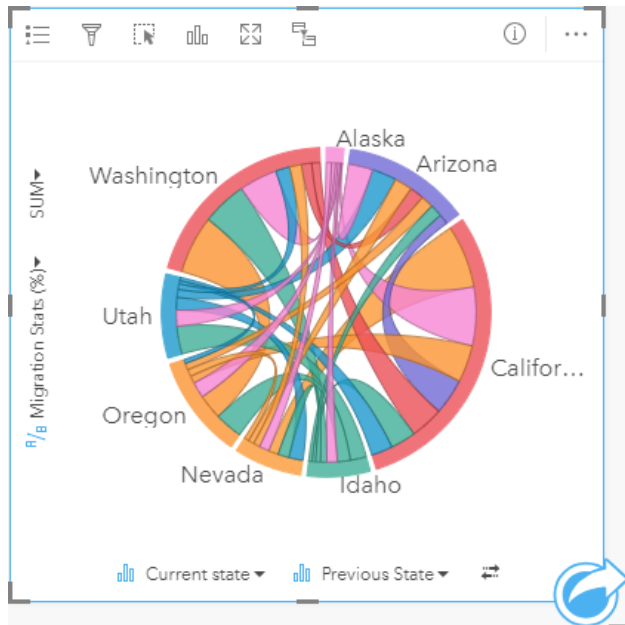 Alaska
Arizona
Washington
SUM
Migration Stats (%)
A/B
Utah
Califor...
Oregon
Nevada
Idaho
Current state
Previous State